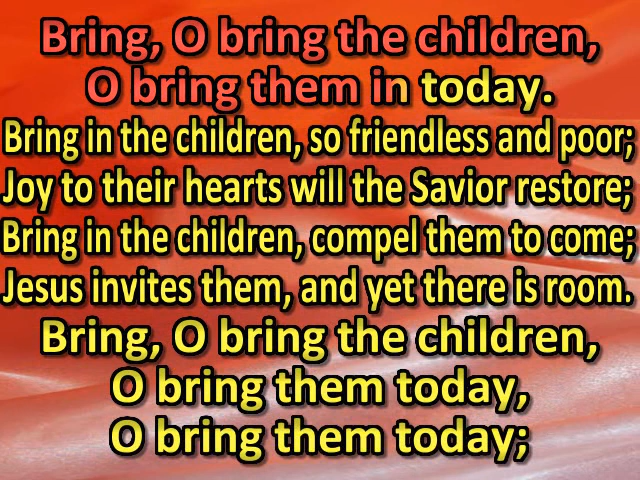 Bring, O bring the children,
O bring them in today.
Bring in the children, so friendless and poor;
Joy to their hearts will the Savior restore;
Bring in the children, compel them to come;
Jesus invites them, and yet there is room.
Bring, O bring the children,
O bring them today,
O bring them today;